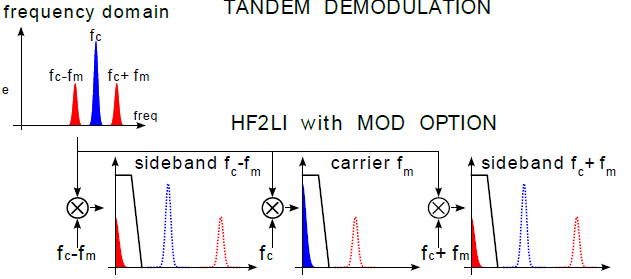 TANDEM DEMODULATION
frequency domain
fc
fc-fm
fc+ fm
e
freq
HF2LI with MOD OPTION
sideband fc-fm
carrier fm
sideband fc+ fm
fc-fm
fc
fc+ fm